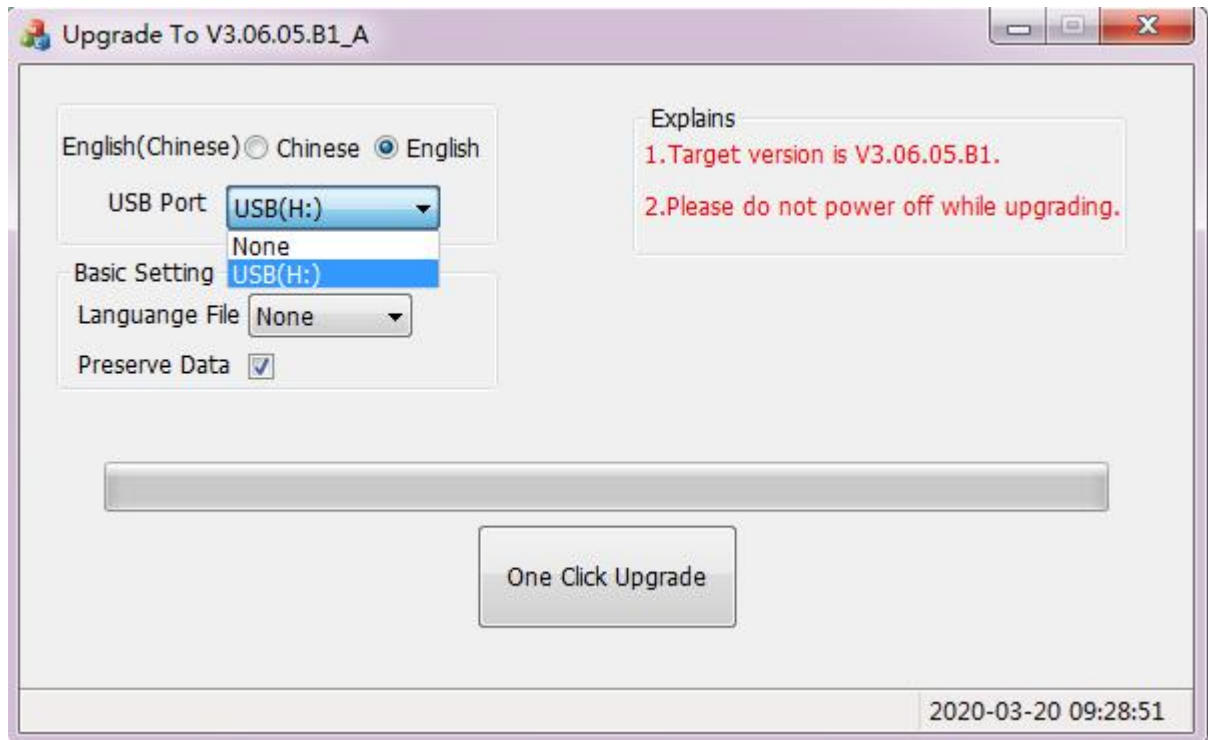 Upgrade To V3.06.05.B1_A
English(Chinese) Chinese English
USB Port USB(H:)
None
USB(H:)
Basic Setting
Languange File None
Preserve Data
Explains
1.Target version is V3.06.05.B1.
2.Please do not power off while upgrading.
One Click Upgrade
2020-03-20 09:28:51